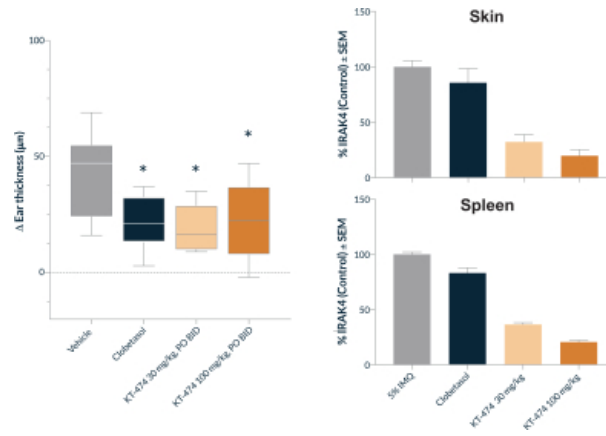 100
50
0
Δ Ear thickness (μm)
*
*
*
Vehicle
Clobetasol
KT-474 30 mg/kg, PO BID
KT-474 100 mg/kg, PO BID
Skin
150
100
50
0
% IRAK4 (Control) ± SEM
Spleen
150
100
50
0
% IRAK4 (Control) ± SEM
5% IMQ
Clobetasol
KT-474 30 mg/kg
KT-474 100 mg/kg